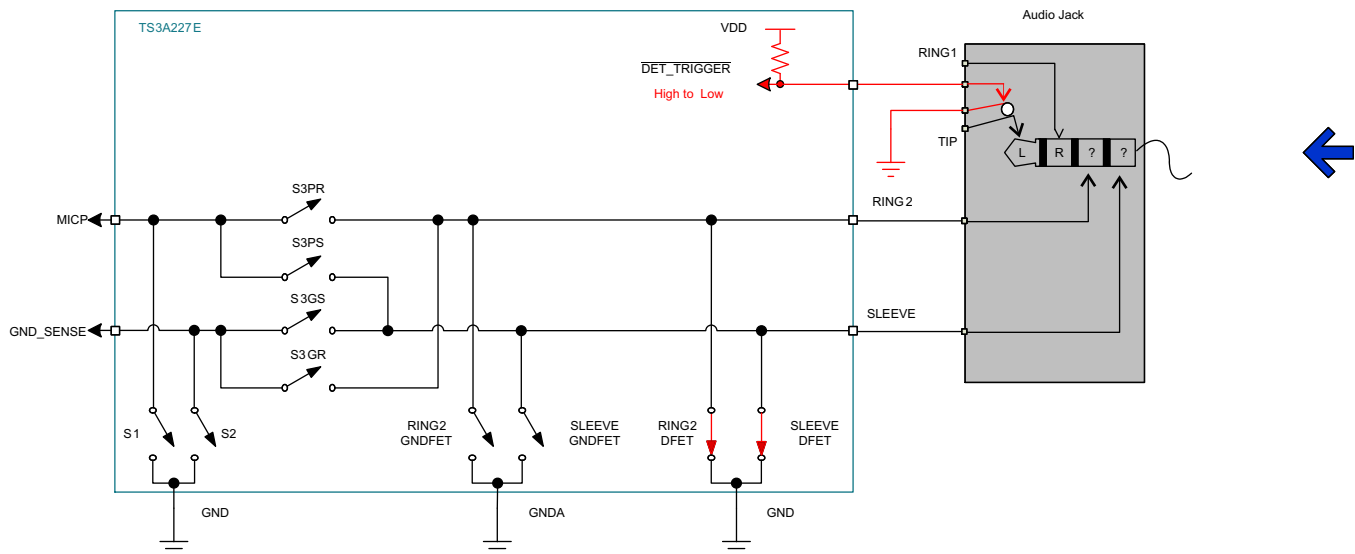 Audio Jack
TS3A227E
VDD
RING1
DET_TRIGGER
High to Low
TIP
L R ? ?
S3PR
RING2
MICP
S3PS
S3GS
SLEEVE
GND_SENSE
S3GR
S1
S2
RING2
GNDFET
SLEEVE
GNDFET
RING2
DFET
SLEEVE
DFET
GND
GNDA
GND